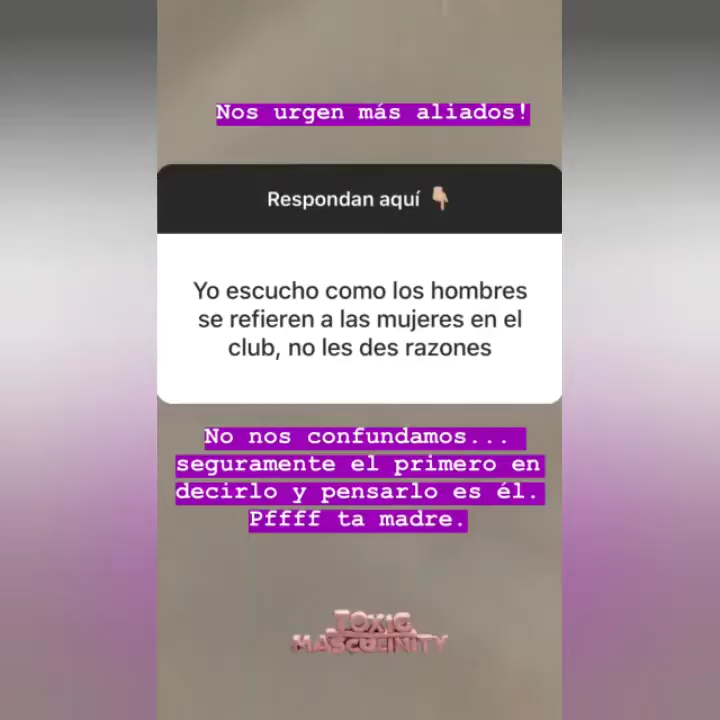 Nos urgen más aliados!
Respondan aquí 👇🏼
Yo escucho como los hombres
se refieren a las mujeres en el
club, no les des razones
No nos confundamos...
seguramente el primero en
decirlo y pensarlo es él.
Pffff ta madre.
TOXIC
MASCULINITY